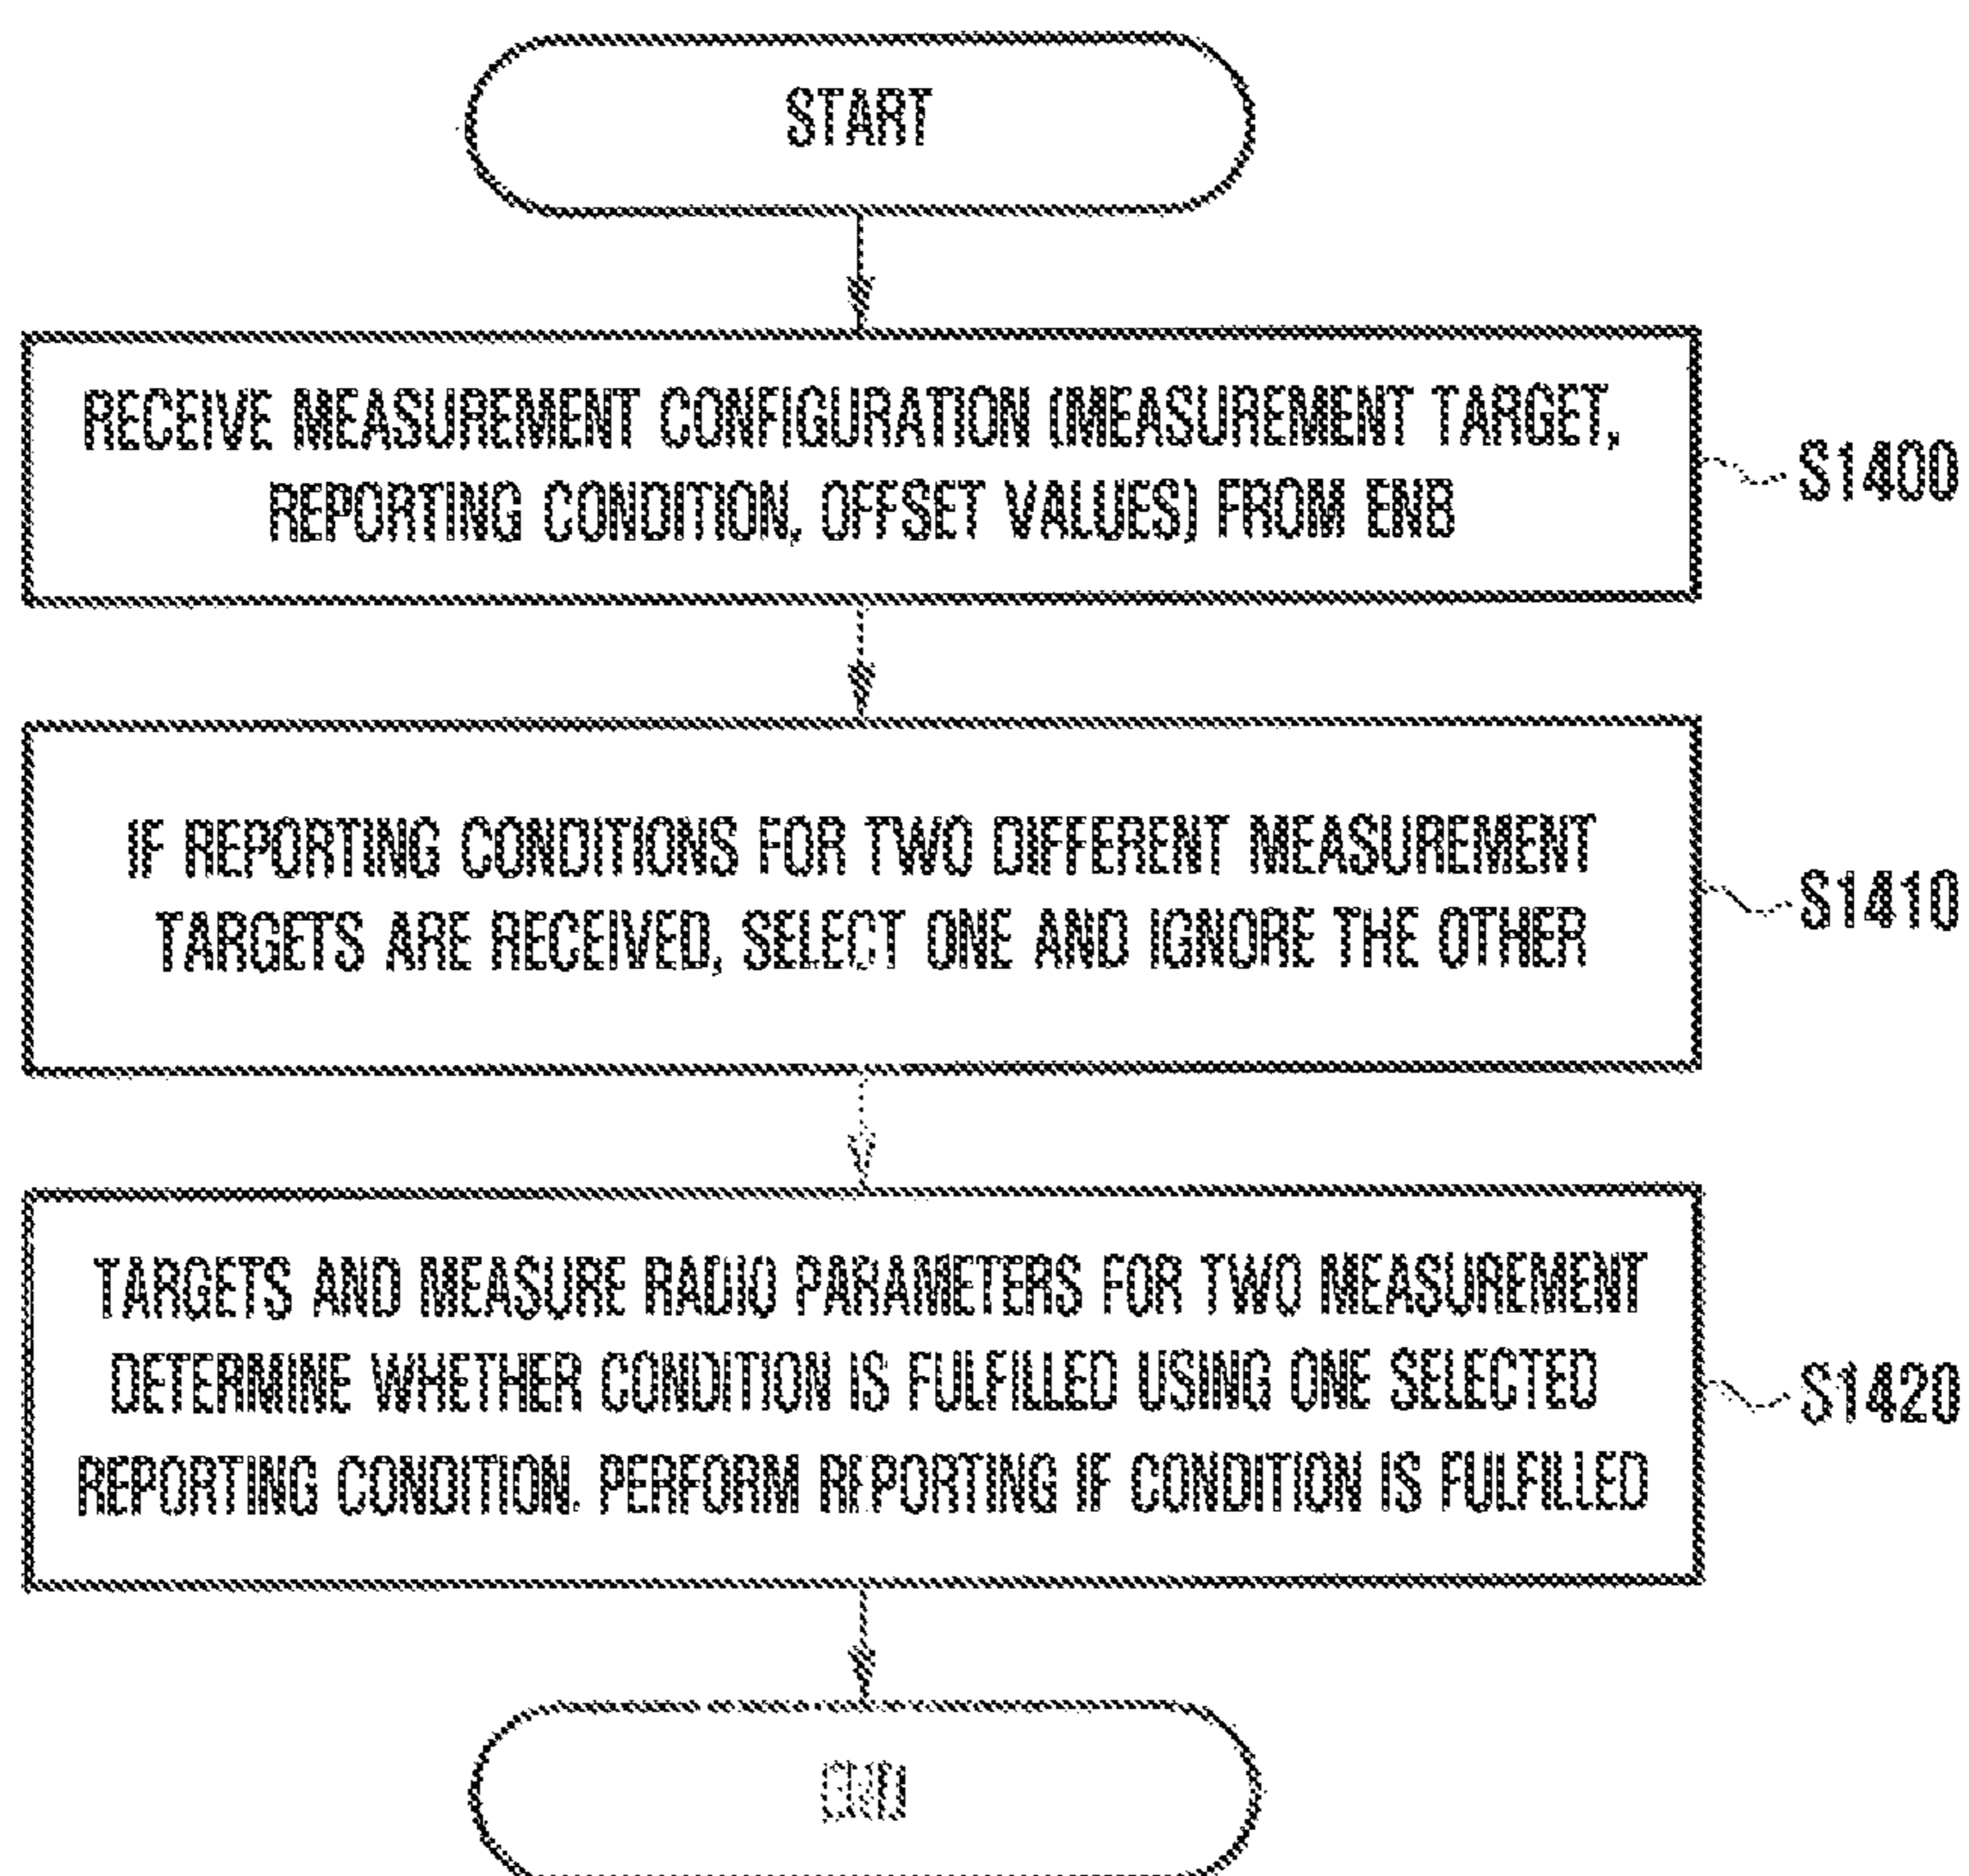 START
RECEIVE MEASUREMENT CONFIGURATION (MEASUREMENT TARGET,
REPORTING CONDITION, OFFSET VALUES) FROM ENB
S1400
IF REPORTING CONDITIONS FOR TWO DIFFERENT MEASUREMENT
TARGETS ARE RECEIVED, SELECT ONE AND IGNORE THE OTHER
S1410
TARGETS AND MEASURE RADIO PARAMETERS FOR TWO MEASUREMENT
DETERMINE WHETHER CONDITION IS FULFILLED USING ONE SELECTED
REPORTING CONDITION. PERFORM REPORTING IF CONDITION IS FULFILLED
S1420
END